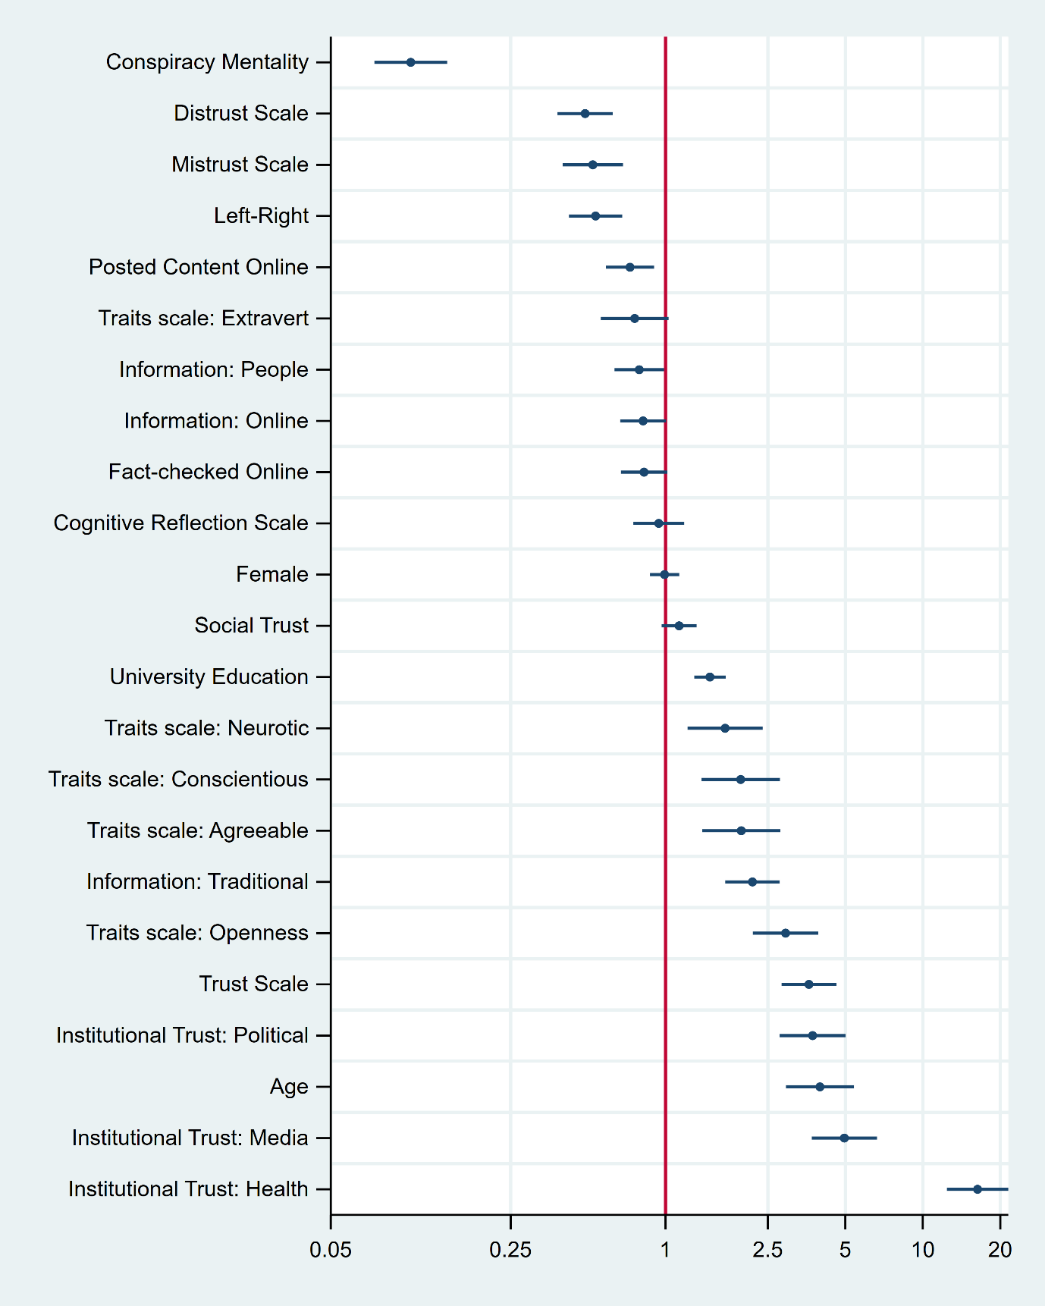 Conspiracy Mentality
Distrust Scale
Mistrust Scale
Left-Right
Posted Content Online
Traits scale: Extravert
Information: People
Information: Online
Fact-checked Online
Cognitive Reflection Scale
Female
Social Trust
University Education
Traits scale: Neurotic
Traits scale: Conscientious
Traits scale: Agreeable
Information: Traditional
Traits scale: Openness
Trust Scale
Institutional Trust: Political
Age
Institutional Trust: Media
Institutional Trust: Health
0.05 0.25 1 2.5 5 10 20